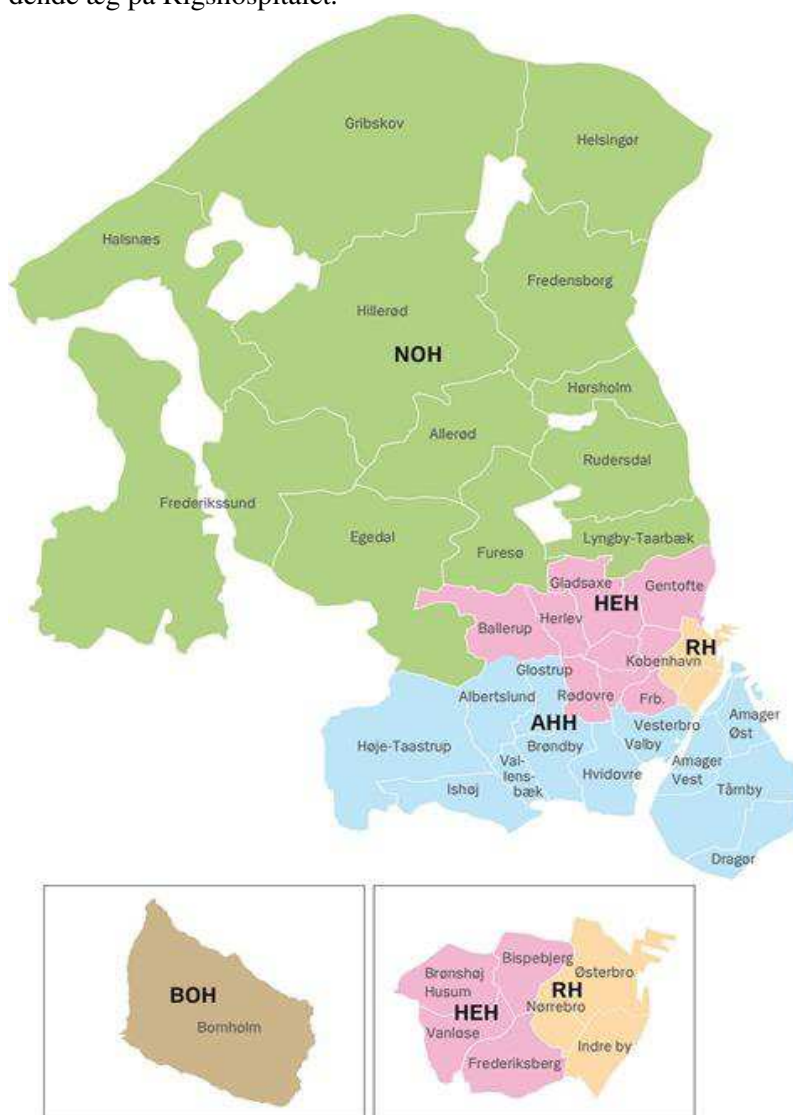 dende æg på Rigshospitalet.
Gribskov
Helsingør
Halsnæs
Fredensborg
Hillerød
NOH
Hørsholm
Allerød
Rudersdal
Frederikssund
Egedal
Furesø
Lyngby-Taarbæk
Gladsaxe
Gentofte
HEH
Herlev
Ballerup
RH
København
Glostrup
Albertslund
Rødovre
Frb.
AHH
Vesterbro
Amager
Øst
Høje-Taastrup
Brøndby
Valby
Val-
lens-
bæk
Amager
Vest
Hvidovre
Ishøj
Tårnby
Dragør
BOH
Bornholm
Bispebjerg
Brønshøj
Husum
Østerbro
RH
HEH
Nørrebro
Vanløse
Indre by
Frederiksberg